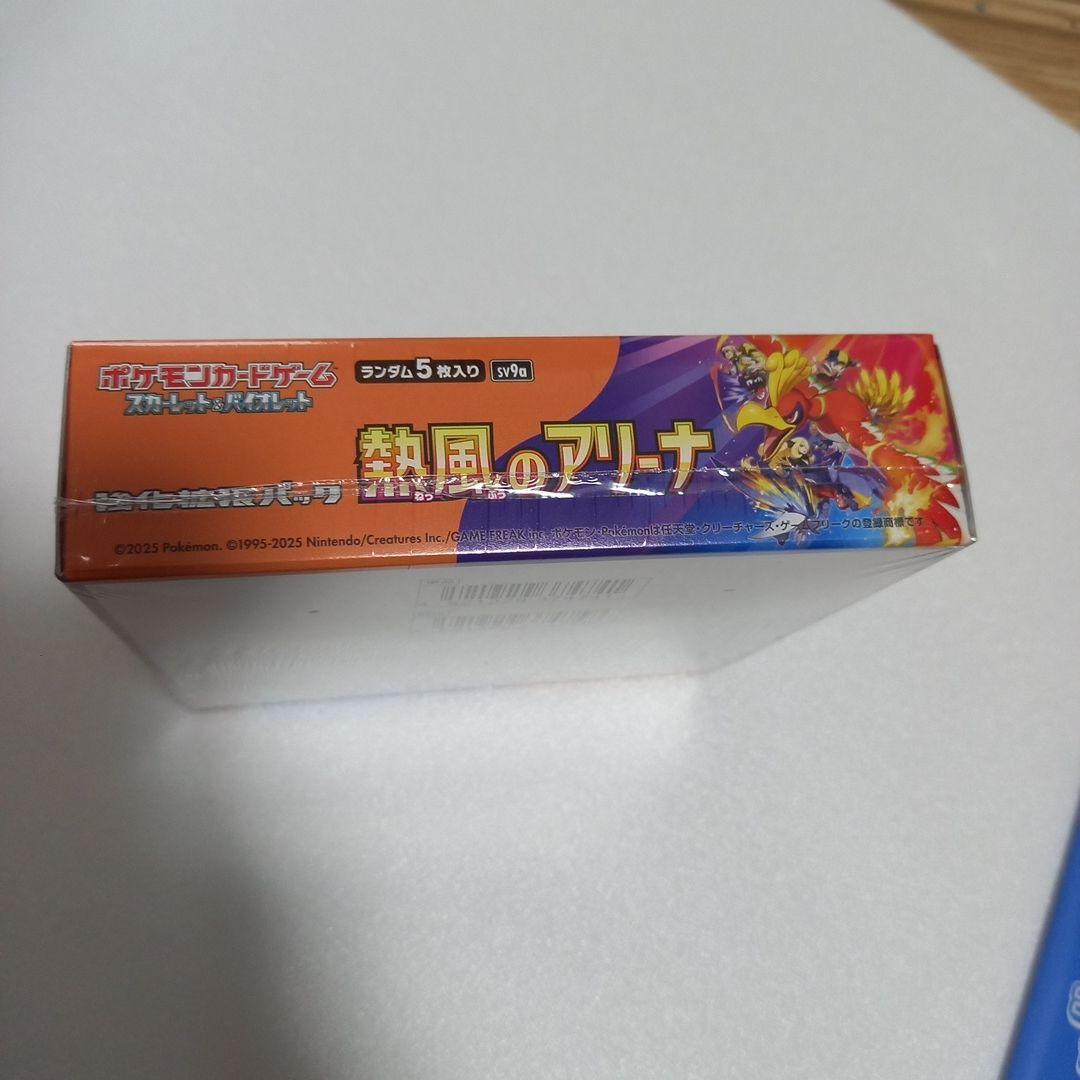 ポケモンカードゲーム
スカーレット&バイオレット
ランダム5枚入り
sv9a
強化拡張パック
熱風のアリーナ
ねっ ぷう
©2025 Pokémon. ©1995-2025 Nintendo/Creatures Inc./GAME FREAK inc. ポケモン・Pokémonは任天堂・クリーチャーズ・ゲームフリークの登録商標です